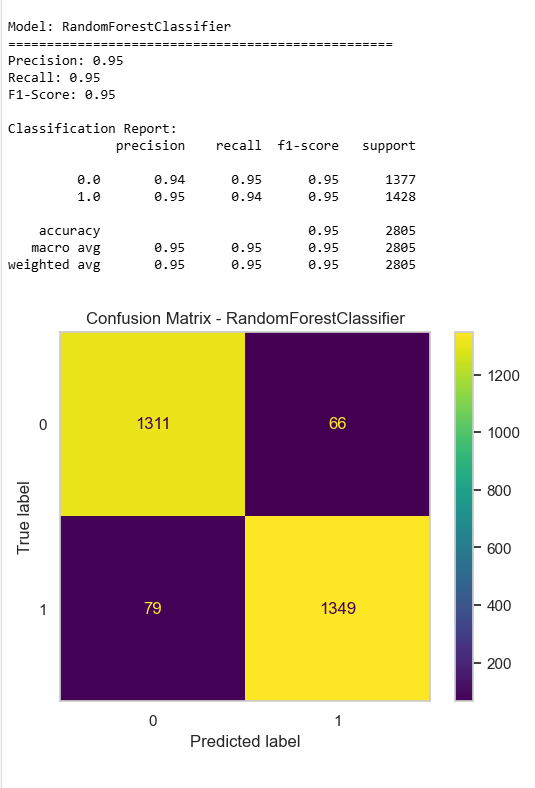 Model: RandomForestClassifier
==================================================
Precision: 0.95
Recall: 0.95
F1-Score: 0.95
Classification Report:
precision recall f1-score support
0.0 0.94 0.95 0.95 1377
1.0 0.95 0.94 0.95 1428
accuracy 0.95 2805
macro avg 0.95 0.95 0.95 2805
weighted avg 0.95 0.95 0.95 2805
Confusion Matrix - RandomForestClassifier
1311 66
79 1349
0
1
True label
0 1
Predicted label
1200
1000
800
600
400
200